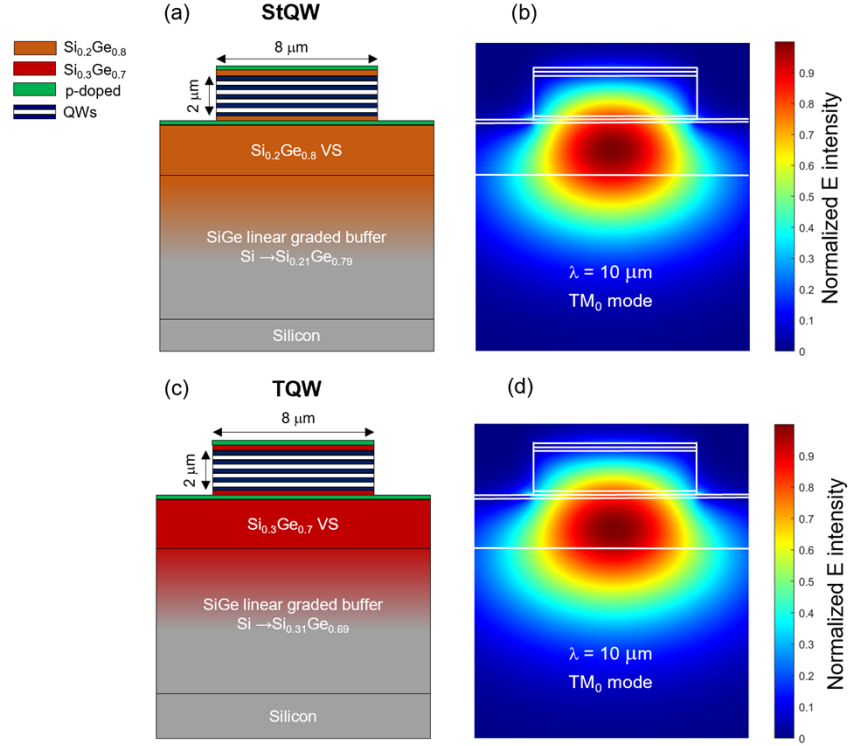 (a)
StQW
(b)
Si0.2Ge0.8
Si0.3Ge0.7
p-doped
QWs
8 μm
2 μm
Si0.2Ge0.8 VS
SiGe linear graded buffer
Si →Si0.21Ge0.79
Silicon
λ = 10 μm
TM0 mode
0.9
0.8
0.7
0.6
0.5
0.4
0.3
0.2
0.1
0
Normalized E intensity
(c)
TQW
(d)
8 μm
2 μm
Si0.3Ge0.7 VS
SiGe linear graded buffer
Si →Si0.31Ge0.69
Silicon
λ = 10 μm
TM0 mode
0.9
0.8
0.7
0.6
0.5
0.4
0.3
0.2
0.1
0
Normalized E intensity